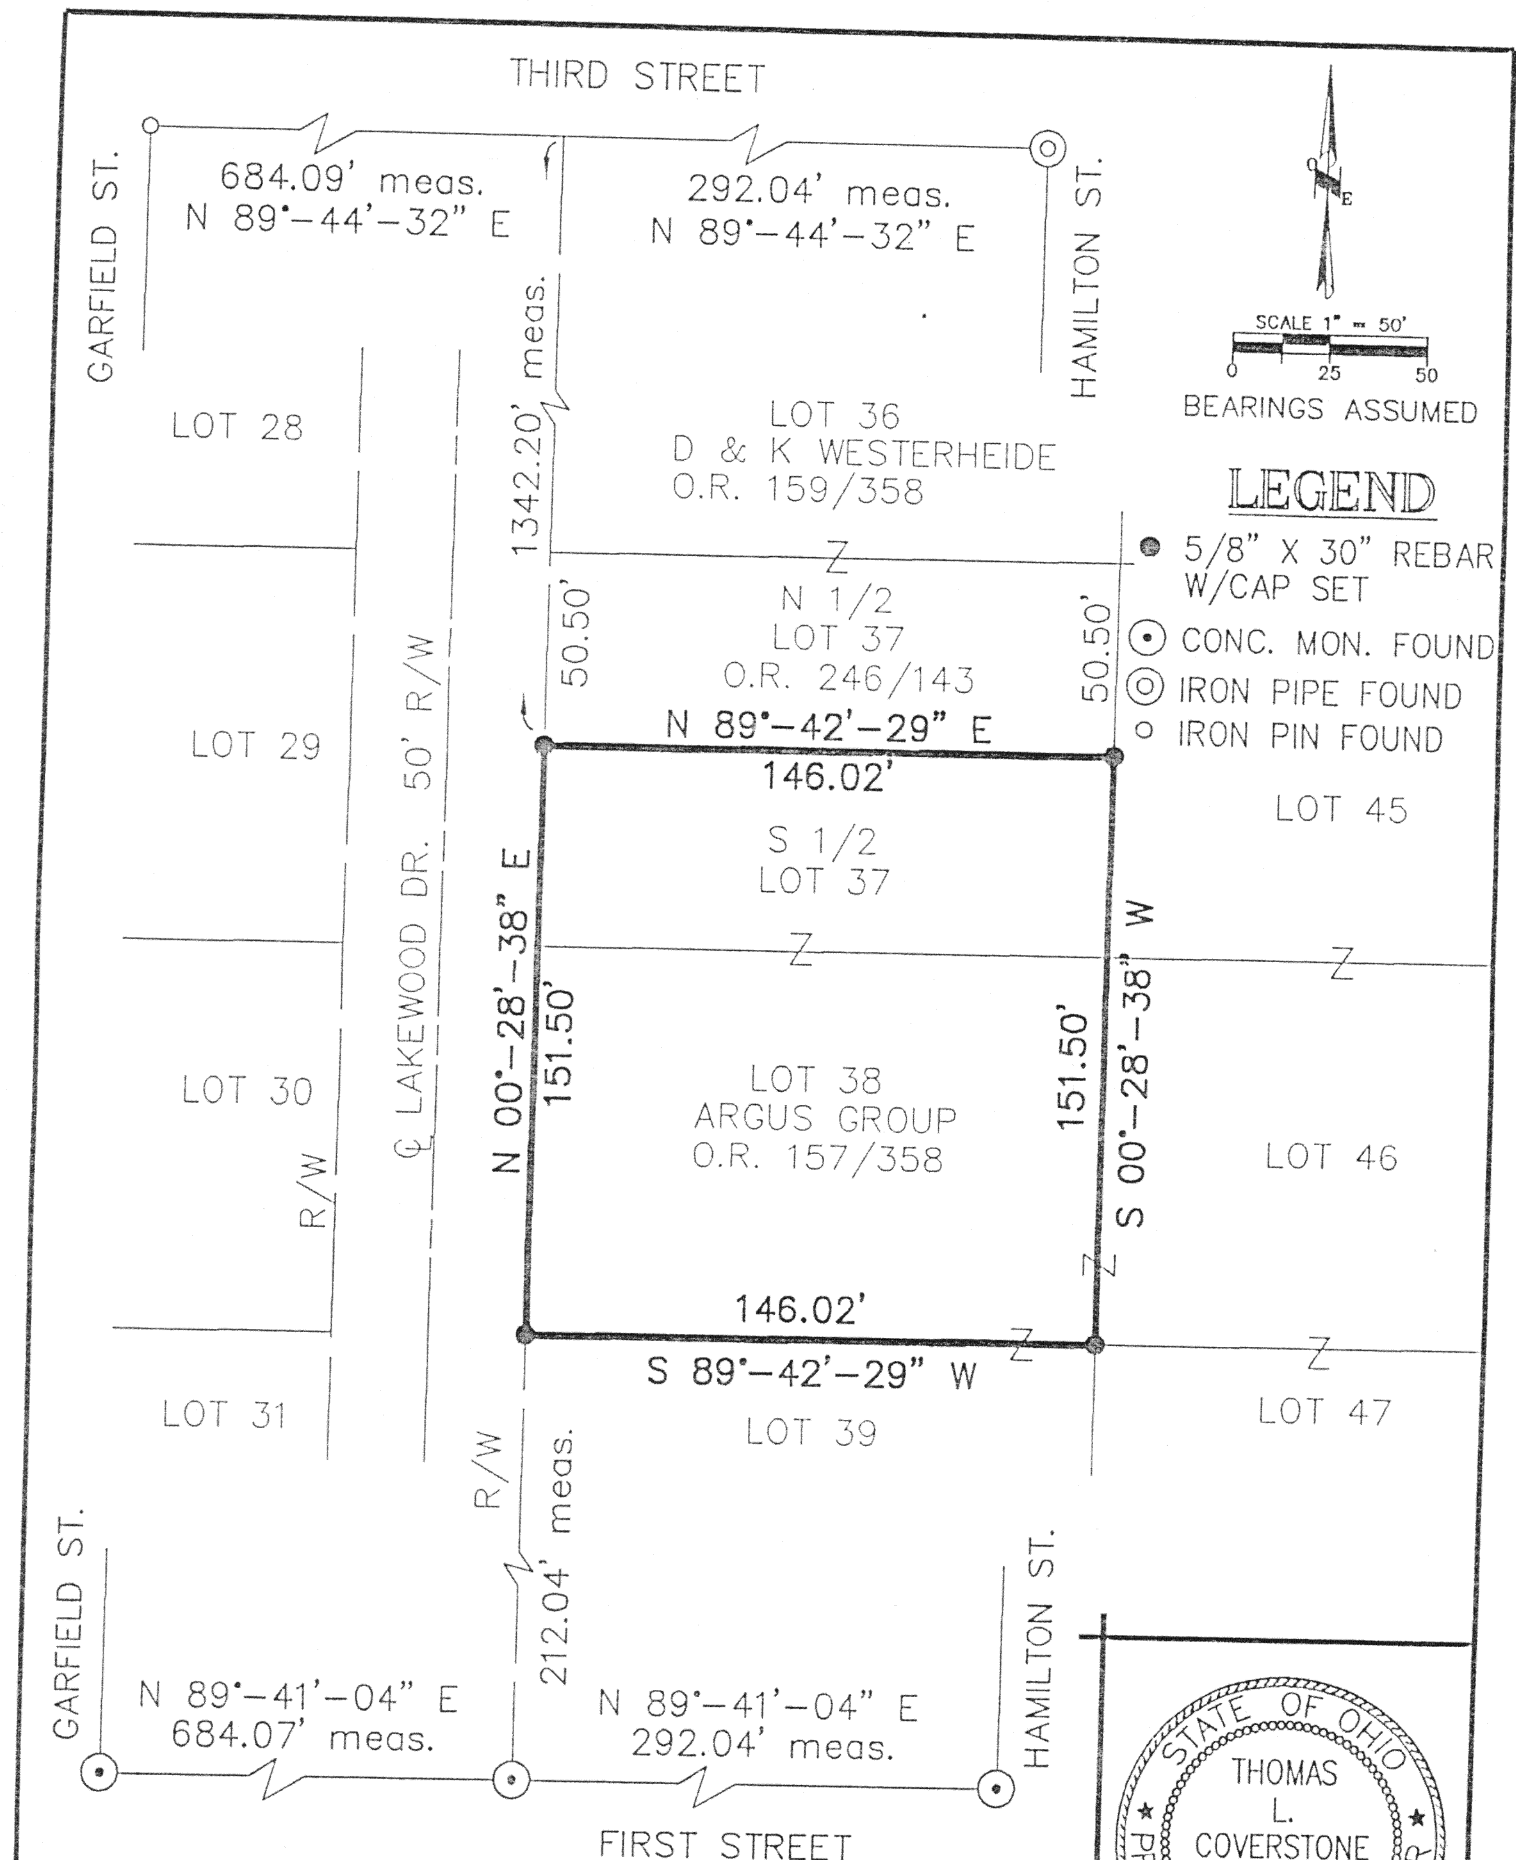 THIRD STREET
684.09' meas.
N 89°-44'-32" E
292.04' meas.
N 89°-44'-32" E
GARFIELD ST.
HAMILTON ST.
E
SCALE 1" = 50'
0 25 50
BEARINGS ASSUMED
LEGEND
5/8" X 30" REBAR
W/CAP SET
CONC. MON. FOUND
IRON PIPE FOUND
IRON PIN FOUND
1342.20' meas.
LOT 28
LOT 36
D & K WESTERHEIDE
O.R. 159/358
50.50'
N 1/2
LOT 37
O.R. 246/143
50.50'
N 89°-42'-29" E
146.02'
LOT 29
℄ LAKEWOOD DR. 50' R/W
LOT 45
S 1/2
LOT 37
N 00°-28'-38" E
151.50'
151.50'
S 00°-28'-38" W
LOT 30
R/W
LOT 38
ARGUS GROUP
O.R. 157/358
LOT 46
146.02'
S 89°-42'-29" W
LOT 31
LOT 39
LOT 47
R/W
212.04' meas.
GARFIELD ST.
HAMILTON ST.
N 89°-41'-04" E
684.07' meas.
N 89°-41'-04" E
292.04' meas.
FIRST STREET
STATE OF OHIO
THOMAS
L.
COVERSTONE